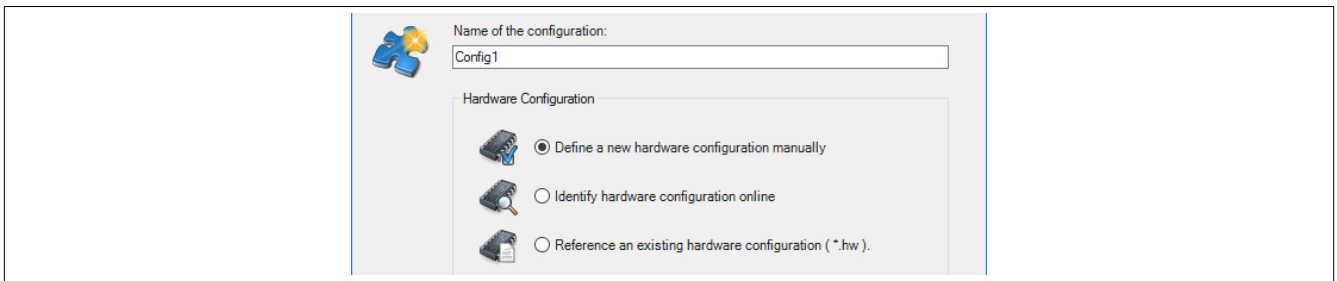 Name of the configuration:
Config1
Hardware Configuration
Define a new hardware configuration manually
Identify hardware configuration online
Reference an existing hardware configuration ( *.hw ).